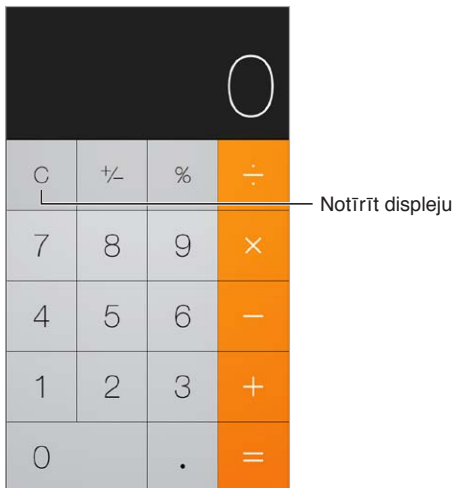 0
C +/− % ÷
Notīrīt displeju
7 8 9 ×
4 5 6 −
1 2 3 +
0 . =